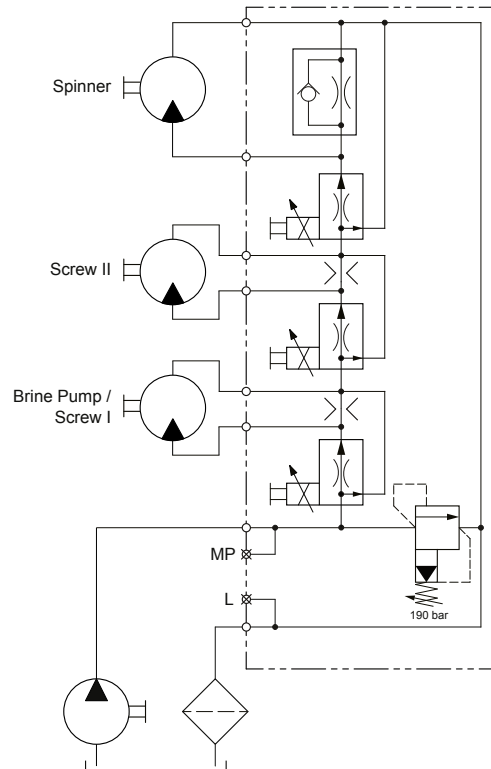 Spinner
Screw II
Brine Pump /
Screw I
MP
L
190 bar